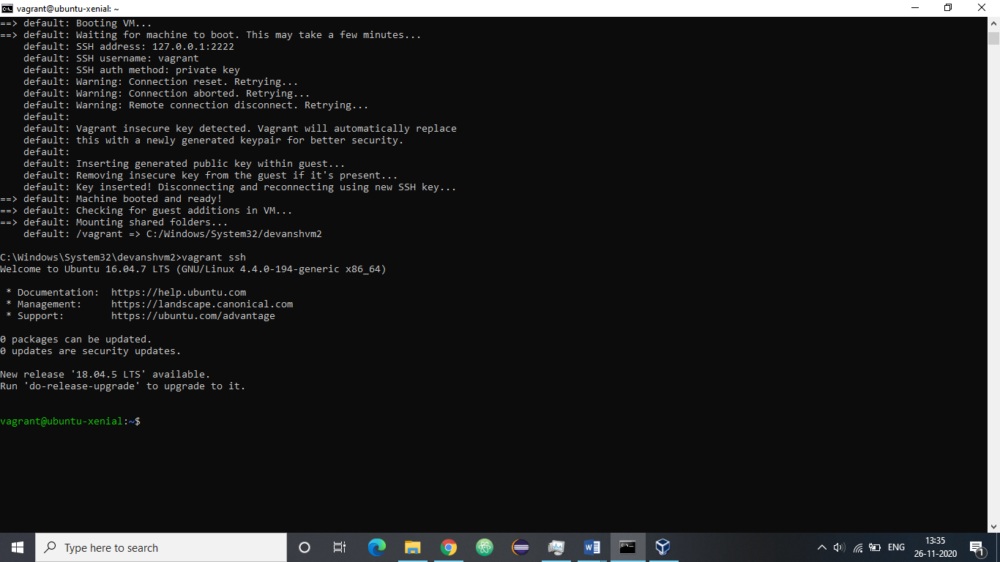 vagrant@ubuntu-xenial: ~
==> default: Booting VM...
==> default: Waiting for machine to boot. This may take a few minutes...
    default: SSH address: 127.0.0.1:2222
    default: SSH username: vagrant
    default: SSH auth method: private key
    default: Warning: Connection reset. Retrying...
    default: Warning: Connection aborted. Retrying...
    default: Warning: Remote connection disconnect. Retrying...
    default:
    default: Vagrant insecure key detected. Vagrant will automatically replace
    default: this with a newly generated keypair for better security.
    default:
    default: Inserting generated public key within guest...
    default: Removing insecure key from the guest if it's present...
    default: Key inserted! Disconnecting and reconnecting using new SSH key...
==> default: Machine booted and ready!
==> default: Checking for guest additions in VM...
==> default: Mounting shared folders...
    default: /vagrant => C:/Windows/System32/devanshvm2
C:\Windows\System32\devanshvm2>vagrant ssh
Welcome to Ubuntu 16.04.7 LTS (GNU/Linux 4.4.0-194-generic x86_64)
 * Documentation:  https://help.ubuntu.com
 * Management:     https://landscape.canonical.com
 * Support:        https://ubuntu.com/advantage
0 packages can be updated.
0 updates are security updates.
New release '18.04.5 LTS' available.
Run 'do-release-upgrade' to upgrade to it.
vagrant@ubuntu-xenial:~$
Type here to search
ENG
13:35
26-11-2020
1